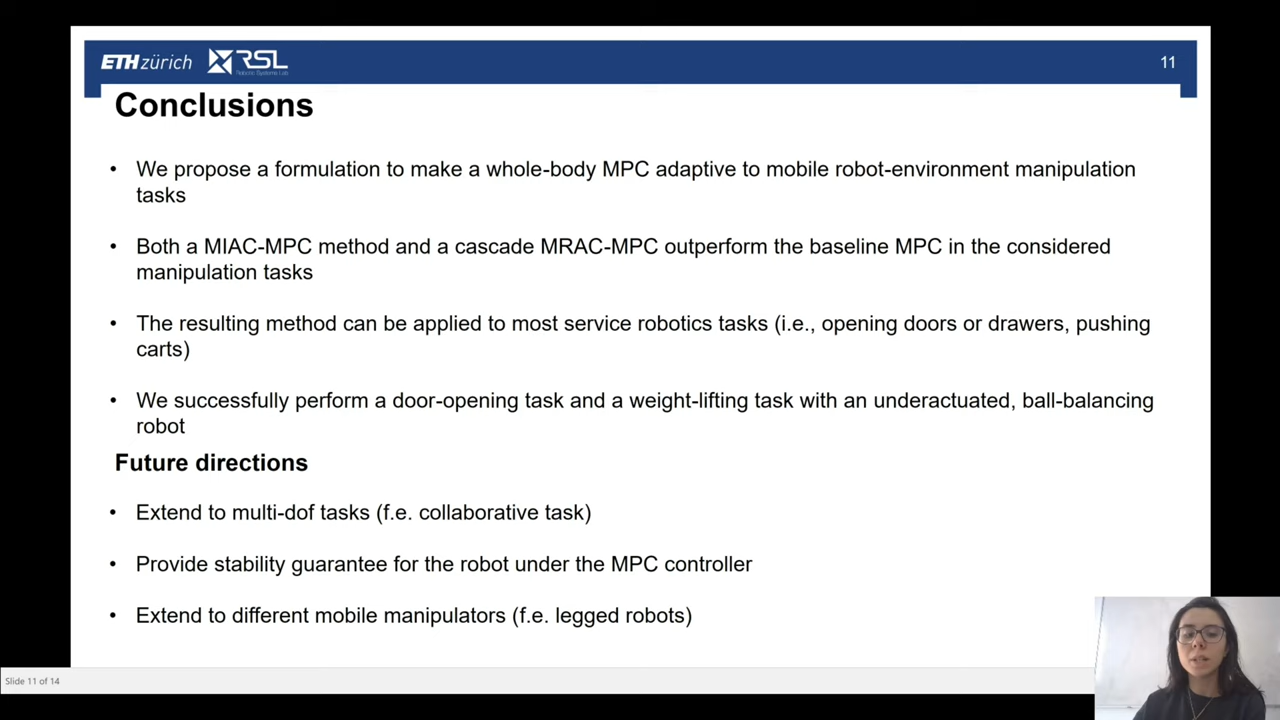 ETH zürich
RSL
Robotic Systems Lab
11
Conclusions
• We propose a formulation to make a whole-body MPC adaptive to mobile robot-environment manipulation
tasks
• Both a MIAC-MPC method and a cascade MRAC-MPC outperform the baseline MPC in the considered
manipulation tasks
• The resulting method can be applied to most service robotics tasks (i.e., opening doors or drawers, pushing
carts)
• We successfully perform a door-opening task and a weight-lifting task with an underactuated, ball-balancing
robot
Future directions
• Extend to multi-dof tasks (f.e. collaborative task)
• Provide stability guarantee for the robot under the MPC controller
• Extend to different mobile manipulators (f.e. legged robots)
Slide 11 of 14